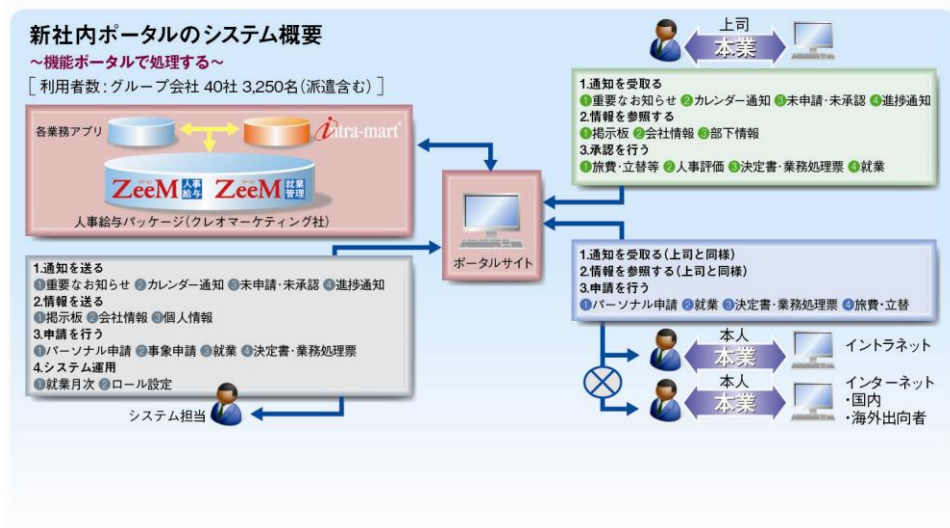 新社内ポータルのシステム概要
～機能ポータルで処理する～
[ 利用者数：グループ会社 40社 3,250名(派遣含む) ]
各業務アプリ
intra-mart®
ZeeM 人事給与
ZeeM 就業管理
人事給与パッケージ(クレオマーケティング社)
ポータルサイト
上司
本業
1.通知を受取る
❶重要なお知らせ ❷カレンダー通知 ❸未申請・未承認 ❹進捗通知
2.情報を参照する
❶掲示板 ❷会社情報 ❸部下情報
3.承認を行う
❶旅費・立替等 ❷人事評価 ❸決定書・業務処理票 ❹就業
1.通知を送る
❶重要なお知らせ ❷カレンダー通知 ❸未申請・未承認 ❹進捗通知
2.情報を送る
❶掲示板 ❷会社情報 ❸個人情報
3.申請を行う
❶パーソナル申請 ❷事象申請 ❸就業 ❹決定書・業務処理票
4.システム運用
❶就業月次 ❷ロール設定
システム担当
1.通知を受取る(上司と同様)
2.情報を参照する(上司と同様)
3.申請を行う
❶パーソナル申請 ❷就業 ❸決定書・業務処理票 ❹旅費・立替
本人
本業
イントラネット
本人
本業
インターネット
・国内
・海外出向者